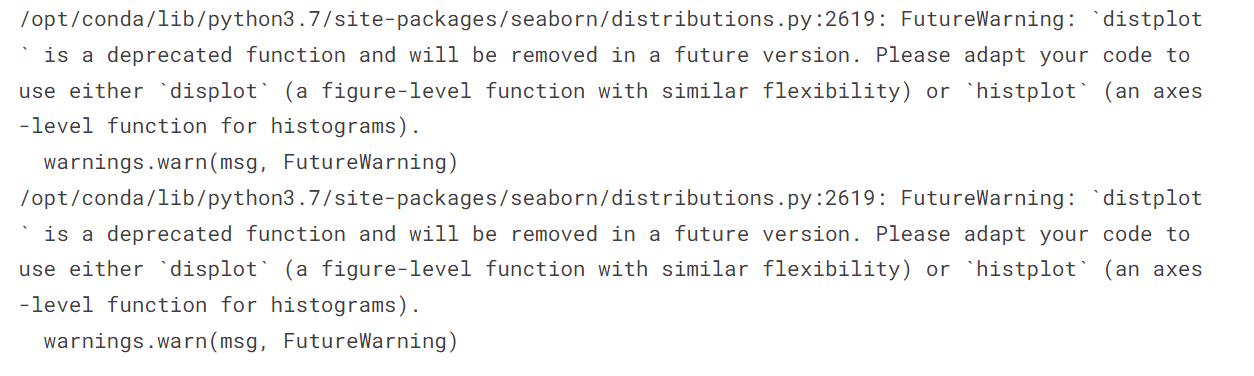 /opt/conda/lib/python3.7/site-packages/seaborn/distributions.py:2619: FutureWarning: `distplot
` is a deprecated function and will be removed in a future version. Please adapt your code to
use either `displot` (a figure-level function with similar flexibility) or `histplot` (an axes
-level function for histograms).
  warnings.warn(msg, FutureWarning)
/opt/conda/lib/python3.7/site-packages/seaborn/distributions.py:2619: FutureWarning: `distplot
` is a deprecated function and will be removed in a future version. Please adapt your code to
use either `displot` (a figure-level function with similar flexibility) or `histplot` (an axes
-level function for histograms).
  warnings.warn(msg, FutureWarning)